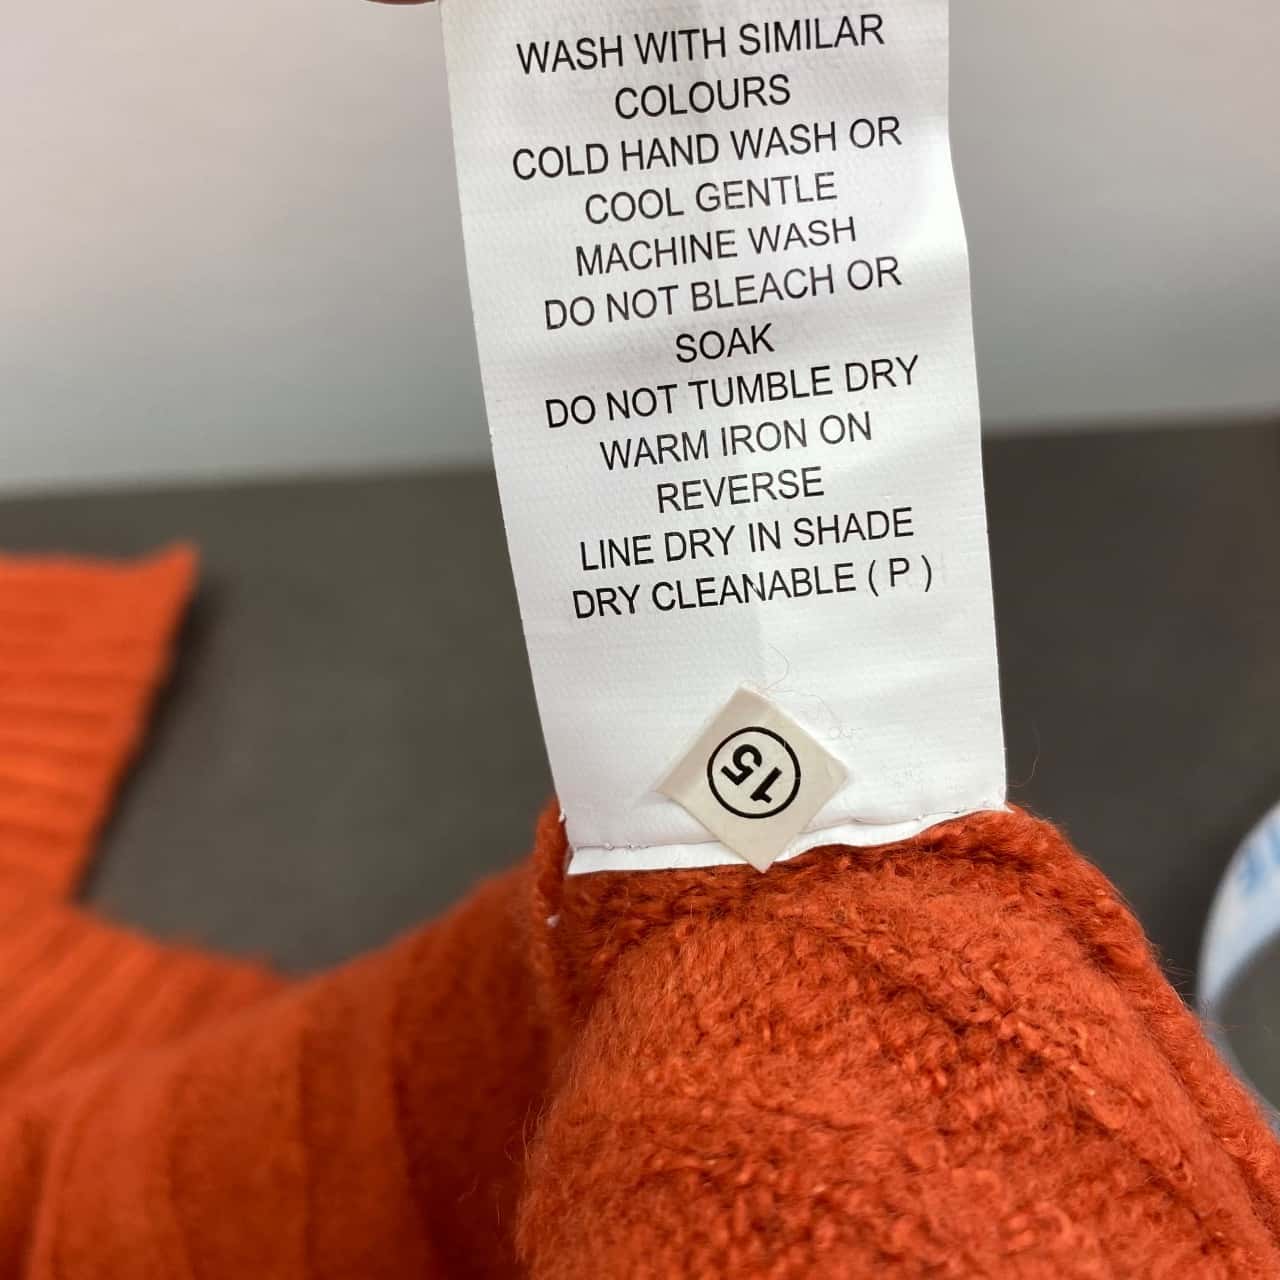 WASH WITH SIMILAR
COLOURS
COLD HAND WASH OR
COOL GENTLE
MACHINE WASH
DO NOT BLEACH OR
SOAK
DO NOT TUMBLE DRY
WARM IRON ON
REVERSE
LINE DRY IN SHADE
DRY CLEANABLE ( P )
15